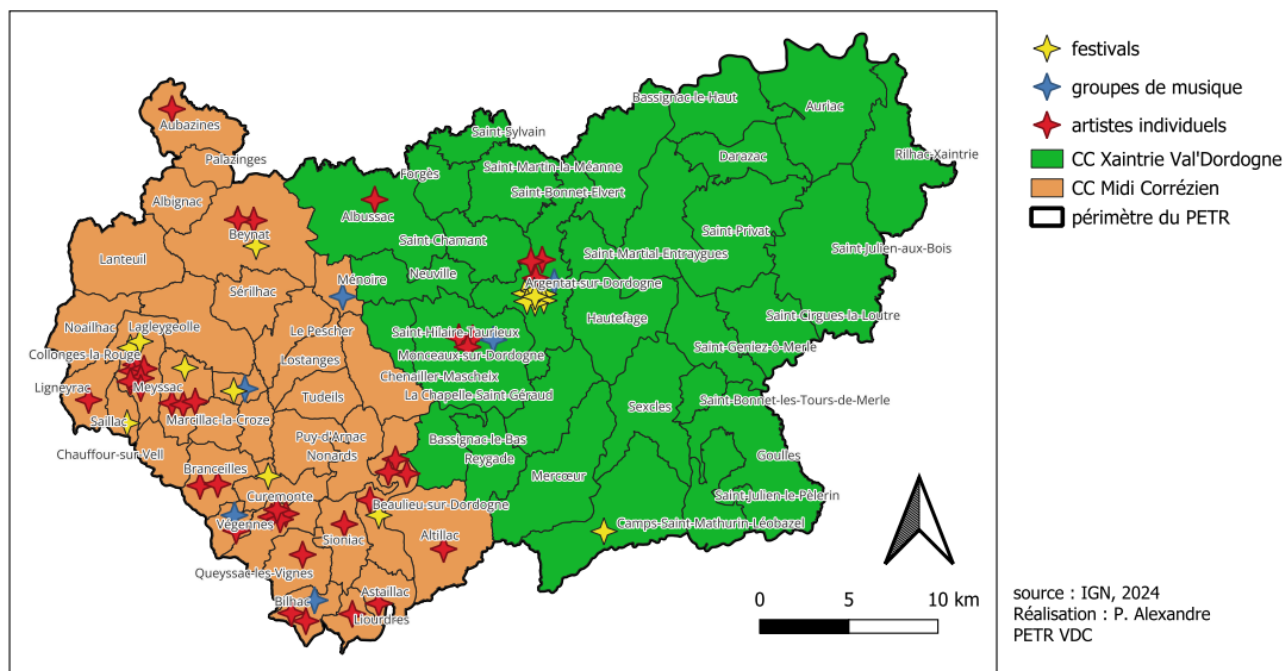 festivals
groupes de musique
artistes individuels
CC Xaintrie Val'Dordogne
CC Midi Corrézien
périmètre du PETR
Bassignac-le-Haut
Auriac
Aubazines
Saint-Sylvain
Rilhac-Xaintrie
Palazinges
Darazac
Saint-Martin-la-Méanne
Forgès
Saint-Bonnet-Elvert
Albignac
Albussac
Beynat
Saint-Privat
Saint-Chamant
Saint-Julien-aux-Bois
Saint-Martial-Entraygues
Lanteuil
Neuville
Ménoire
Argentat-sur-Dordogne
Sérilhac
Hautefage
Saint-Cirgues-la-Loutre
Noailhac
Lagleygeolle
Le Pescher
Saint-Hilaire-Taurieux
Saint-Geniez-ô-Merle
Collonges-la-Rouge
Lostanges
Monceaux-sur-Dordogne
Chenailler-Mascheix
Ligneyrac
Meyssac
La Chapelle-Saint-Géraud
Tudeils
Saint-Bonnet-les-Tours-de-Merle
Sexcles
Saillac
Marcillac-la-Croze
Puy-d'Arnac
Bassignac-le-Bas
Chauffour-sur-Vell
Nonards
Reygade
Goulles
Branceilles
Mercœur
Curemonte
Saint-Julien-le-Pèlerin
Beaulieu-sur-Dordogne
Végennes
Camps-Saint-Mathurin-Léobazel
Sioniac
Altillac
Queyssac-les-Vignes
Astaillac
Bilhac
Liourdres
0 5 10 km
source : IGN, 2024
Réalisation : P. Alexandre
PETR VDC